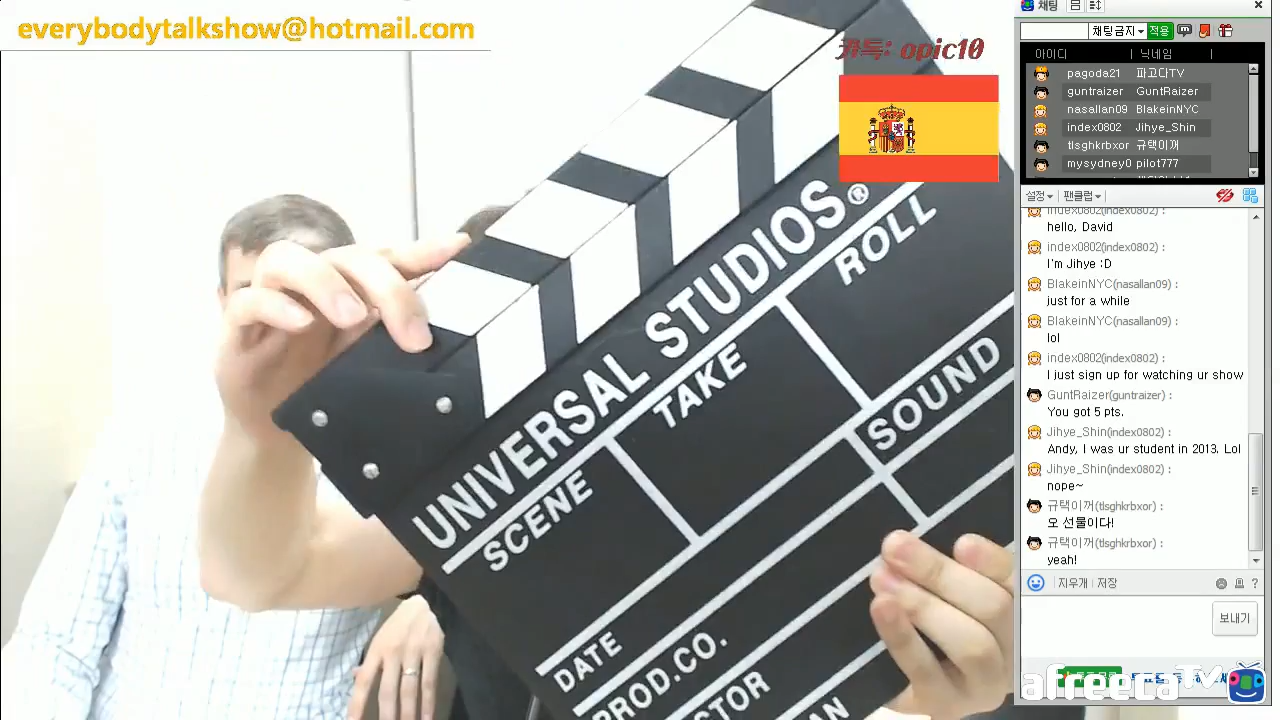 everybodytalkshow@hotmail.com
카톡: opic10
UNIVERSAL STUDIOS®
SCENE
TAKE
ROLL
SOUND
DATE
PROD.CO.
채팅
채팅금지
적용
아이디
닉네임
pagoda21 파고다TV
guntraizer GuntRaizer
nasallan09 BlakeinNYC
index0802 Jihye_Shin
tlsghkrbxor 규택이꺼
mysydney0 pilot777
설정 팬클럽
index0802(index0802) :
hello, David
index0802(index0802) :
I'm Jihye :D
BlakeinNYC(nasallan09) :
just for a while
BlakeinNYC(nasallan09) :
lol
index0802(index0802) :
I just sign up for watching ur show
GuntRaizer(guntraizer) :
You got 5 pts.
Jihye_Shin(index0802) :
Andy, I was ur student in 2013. Lol
Jihye_Shin(index0802) :
nope~
규택이꺼(tlsghkrbxor) :
오 선물이다!
규택이꺼(tlsghkrbxor) :
yeah!
지우개 저장
?
보내기
afreecaTV